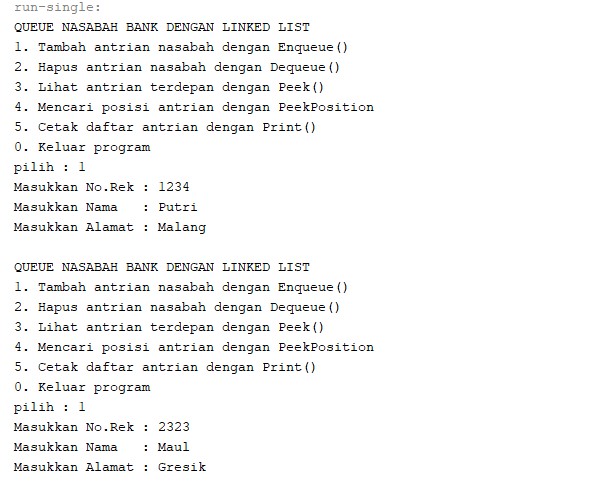 run-single:
QUEUE NASABAH BANK DENGAN LINKED LIST
1. Tambah antrian nasabah dengan Enqueue()
2. Hapus antrian nasabah dengan Dequeue()
3. Lihat antrian terdepan dengan Peek()
4. Mencari posisi antrian dengan PeekPosition
5. Cetak daftar antrian dengan Print()
0. Keluar program
pilih : 1
Masukkan No.Rek : 1234
Masukkan Nama   : Putri
Masukkan Alamat : Malang

QUEUE NASABAH BANK DENGAN LINKED LIST
1. Tambah antrian nasabah dengan Enqueue()
2. Hapus antrian nasabah dengan Dequeue()
3. Lihat antrian terdepan dengan Peek()
4. Mencari posisi antrian dengan PeekPosition
5. Cetak daftar antrian dengan Print()
0. Keluar program
pilih : 1
Masukkan No.Rek : 2323
Masukkan Nama   : Maul
Masukkan Alamat : Gresik